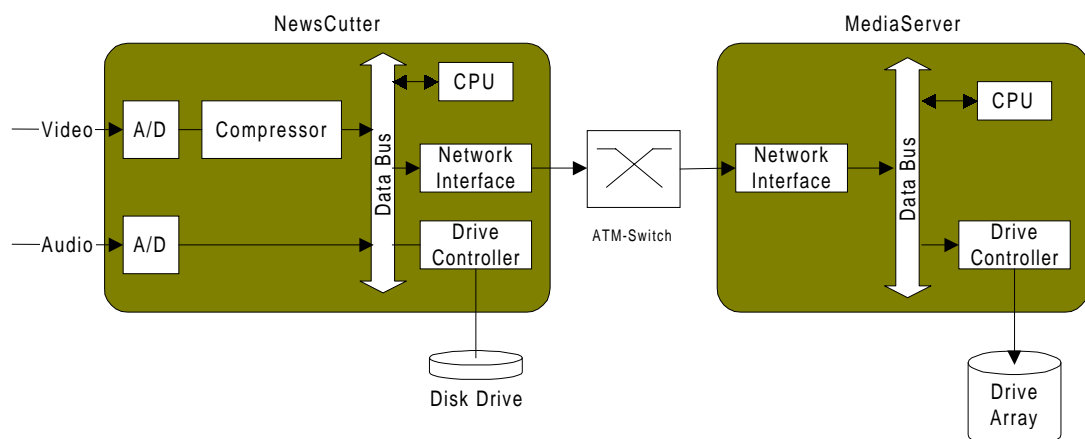 NewsCutter
MediaServer
CPU
CPU
Video
A/D
Compressor
Data Bus
Network
Interface
Network
Interface
Data Bus
ATM-Switch
Audio
A/D
Drive
Controller
Drive
Controller
Disk Drive
Drive
Array